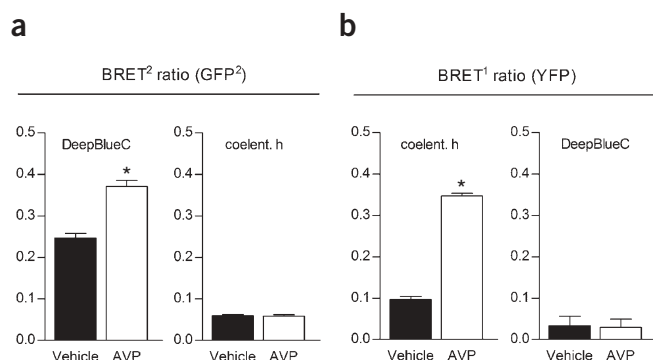 a
BRET² ratio (GFP²)
0.5
0.4
0.3
0.2
0.1
0.0
DeepBlueC
*
Vehicle AVP
0.5
0.4
0.3
0.2
0.1
0.0
coelent. h
Vehicle AVP
b
BRET¹ ratio (YFP)
0.5
0.4
0.3
0.2
0.1
0.0
coelent. h
*
Vehicle AVP
0.5
0.4
0.3
0.2
0.1
0.0
DeepBlueC
Vehicle AVP